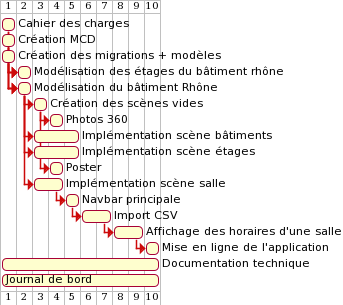 1 2 3 4 5 6 7 8 9 10
Cahier des charges
Création MCD
Création des migrations + modèles
Modélisation des étages du bâtiment rhône
Modélisation du bâtiment Rhône
Création des scènes vides
Photos 360
Implémentation scène bâtiments
Implémentation scène étages
Poster
Implémentation scène salle
Navbar principale
Import CSV
Affichage des horaires d'une salle
Mise en ligne de l'application
Documentation technique
Journal de bord
1 2 3 4 5 6 7 8 9 10